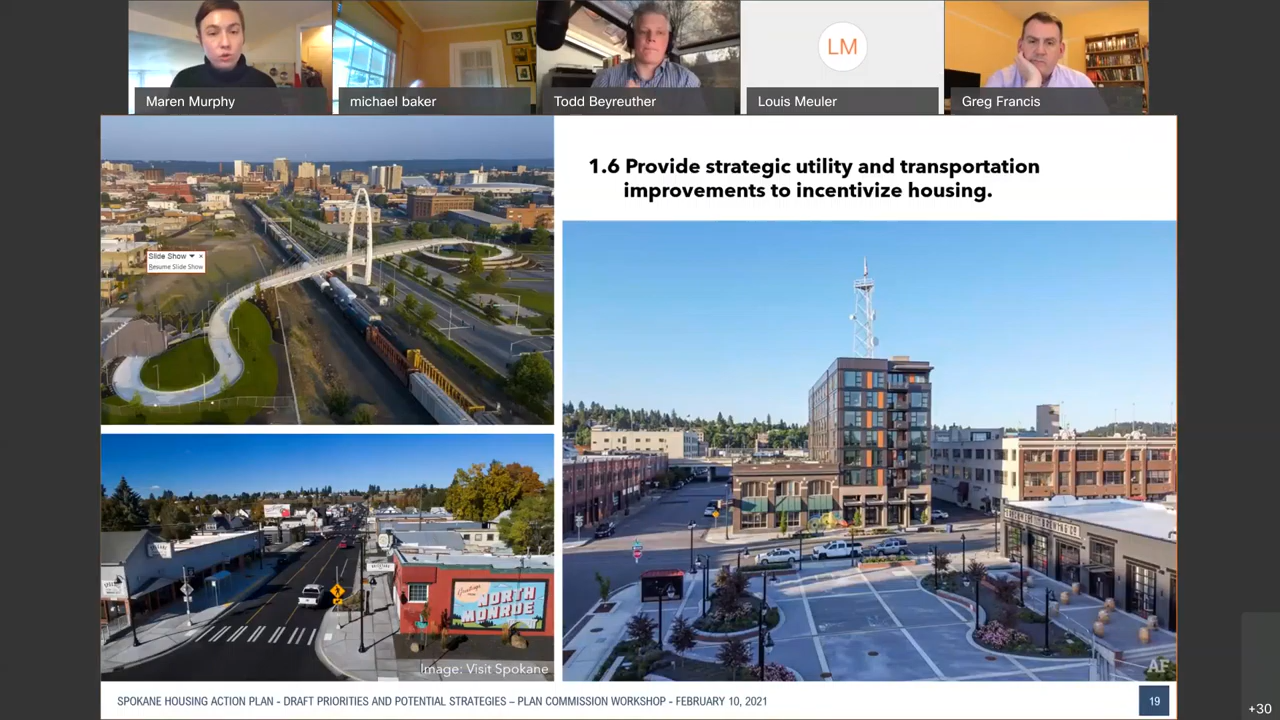 LM
Maren Murphy
michael baker
Todd Beyreuther
Louis Meuler
Greg Francis
1.6 Provide strategic utility and transportation
improvements to incentivize housing.
Slide Show
Resume Slide Show
Greetings
NORTH
MONROE
Image: Visit Spokane
AF
SPOKANE HOUSING ACTION PLAN - DRAFT PRIORITIES AND POTENTIAL STRATEGIES – PLAN COMMISSION WORKSHOP - FEBRUARY 10, 2021
19
+30